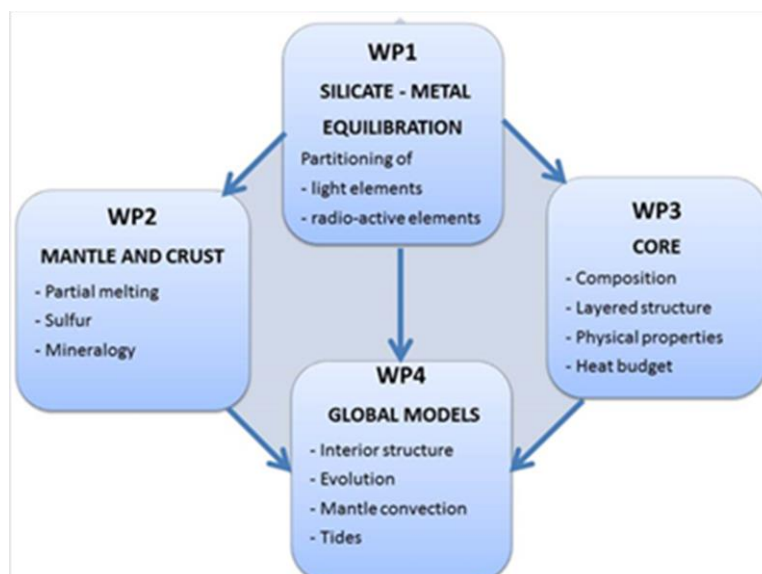 WP1
SILICATE - METAL
EQUILIBRATION
Partitioning of
- light elements
- radio-active elements
WP2
MANTLE AND CRUST
- Partial melting
- Sulfur
- Mineralogy
WP3
CORE
- Composition
- Layered structure
- Physical properties
- Heat budget
WP4
GLOBAL MODELS
- Interior structure
- Evolution
- Mantle convection
- Tides